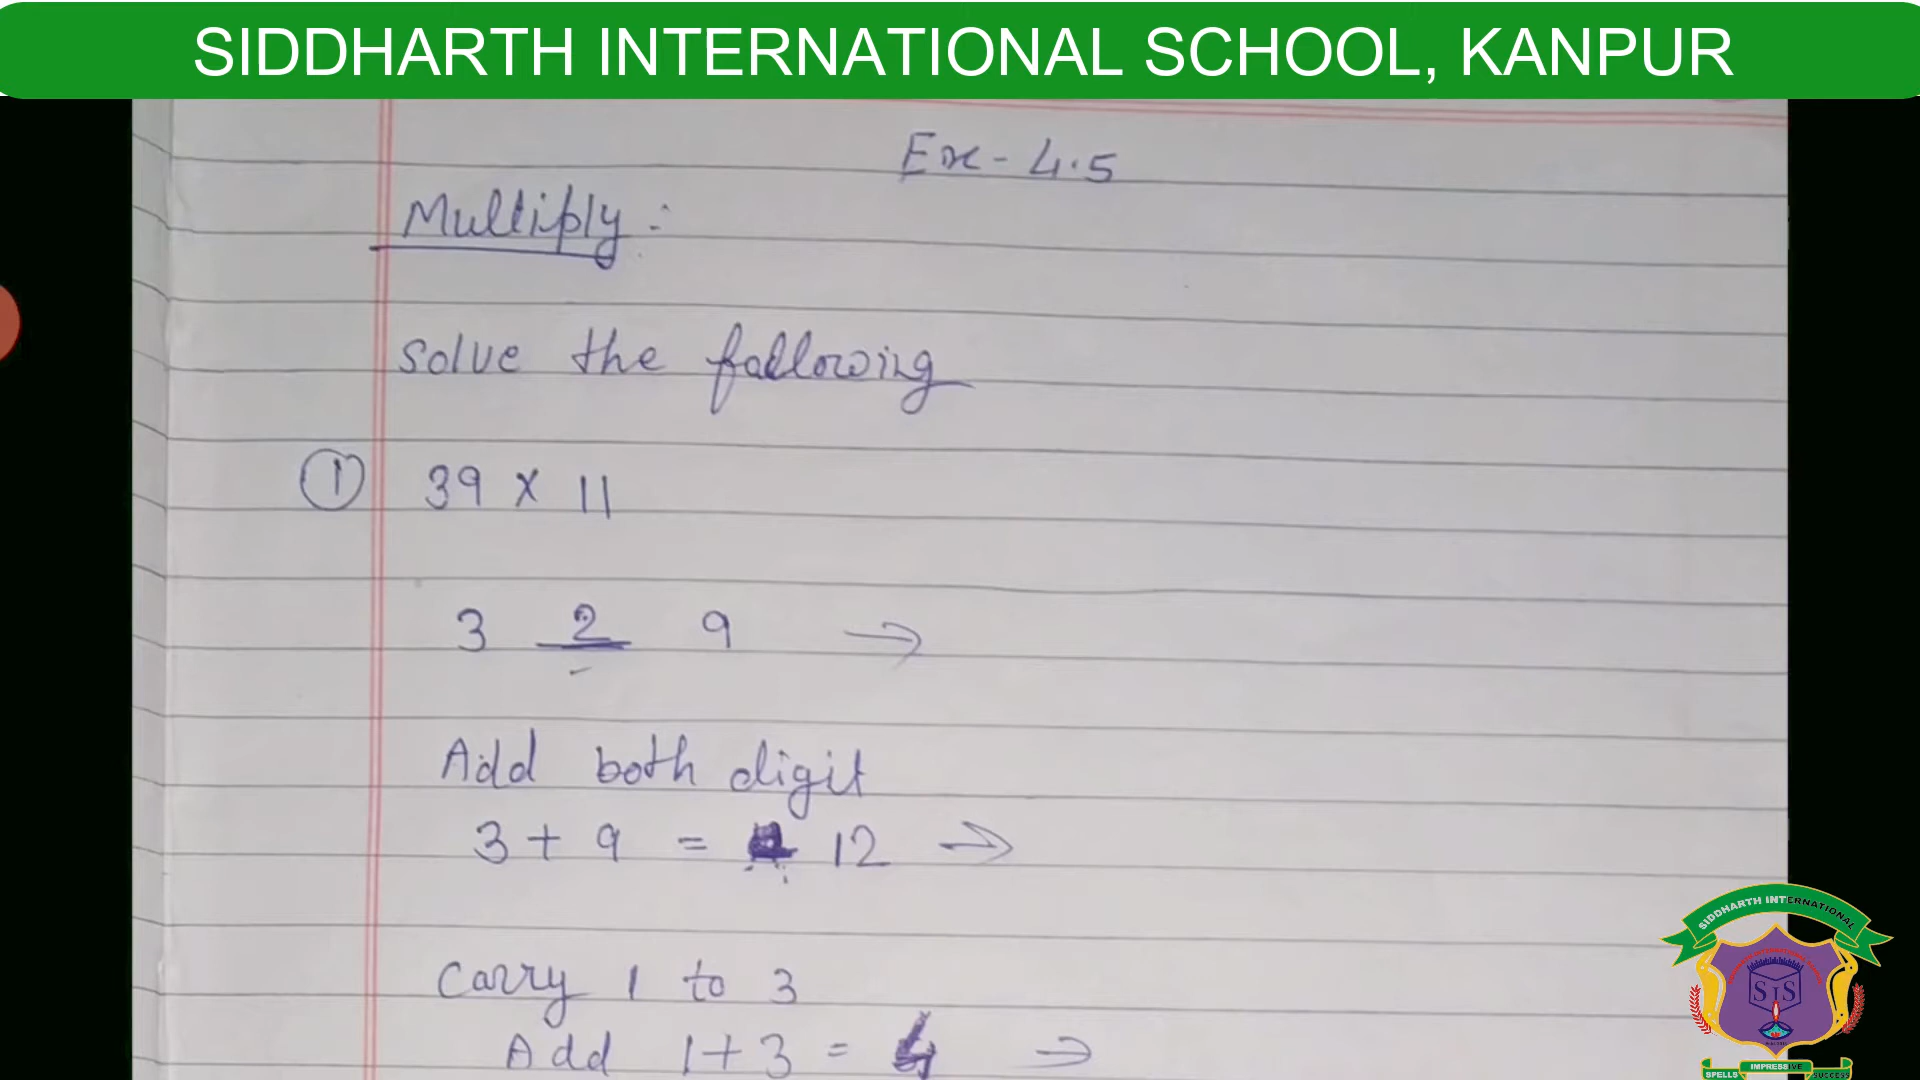 SIDDHARTH INTERNATIONAL SCHOOL, KANPUR
Ex - 4.5
Multiply :
solve the following
① 39 x 11
3 2 9 →
Add both digit
3 + 9 = 12 →
Carry 1 to 3
Add 1 + 3 = 4 →
SIDDHARTH INTERNATIONAL
SIS
SPELLS IMPRESSIVE SUCCESS